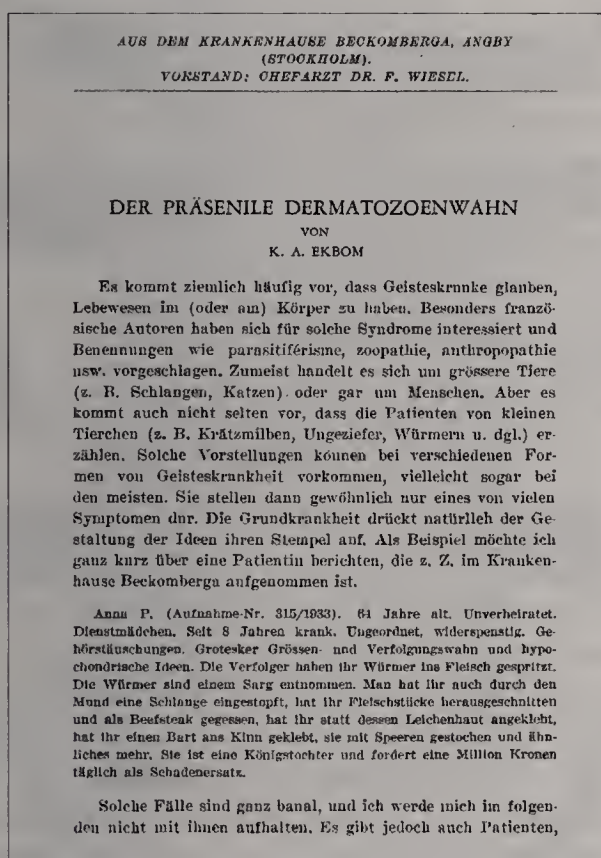 AUS DEM KRANKENHAUSE BECKOMBERGA, ÄNGBY
(STOCKHOLM).
VORSTAND: CHEFARZT DR. F. WIESEL.
DER PRÄSENILE DERMATOZOENWAHN
VON
K. A. EKBOM
Es kommt ziemlich häufig vor, dass Geisteskranke glauben,
Lebewesen im (oder am) Körper zu haben. Besonders franzö-
sische Autoren haben sich für solche Syndrome interessiert und
Benennungen wie parasitiférisme, zoopathie, anthropopathie
usw. vorgeschlagen. Zumeist handelt es sich um grössere Tiere
(z. B. Schlangen, Katzen) oder gar um Menschen. Aber es
kommt auch nicht selten vor, dass die Patienten von kleinen
Tierchen (z. B. Krätzmilben, Ungeziefer, Würmern u. dgl.) er-
zählen. Solche Vorstellungen können bei verschiedenen For-
men von Geisteskrankheit vorkommen, vielleicht sogar bei
den meisten. Sie stellen dann gewöhnlich nur eines von vielen
Symptomen dar. Die Grundkrankheit drückt natürlich der Ge-
staltung der Ideen ihren Stempel auf. Als Beispiel möchte ich
ganz kurz über eine Patientin berichten, die z. Z. im Kranken-
hause Beckomberga aufgenommen ist.
Anna P. (Aufnahme-Nr. 315/1933). 64 Jahre alt. Unverheiratet.
Dienstmädchen. Seit 8 Jahren krank. Ungeordnet, widerspenstig. Ge-
hörstäuschungen. Grotesker Grössen- und Verfolgungswahn und hypo-
chondrische Ideen. Die Verfolger haben ihr Würmer ins Fleisch gespritzt.
Die Würmer sind einem Sarg entnommen. Man hat ihr auch durch den
Mund eine Schlange eingestopft, hat ihr Fleischstücke herausgeschnitten
und als Beefsteak gegessen, hat ihr statt dessen Leichenhaut angeklebt,
hat ihr einen Bart ans Kinn geklebt, sie mit Speeren gestochen und ähn-
liches mehr. Sie ist eine Königstochter und fordert eine Million Kronen
täglich als Schadenersatz.
Solche Fälle sind ganz banal, und ich werde mich im folgen-
den nicht mit ihnen aufhalten. Es gibt jedoch auch Patienten,